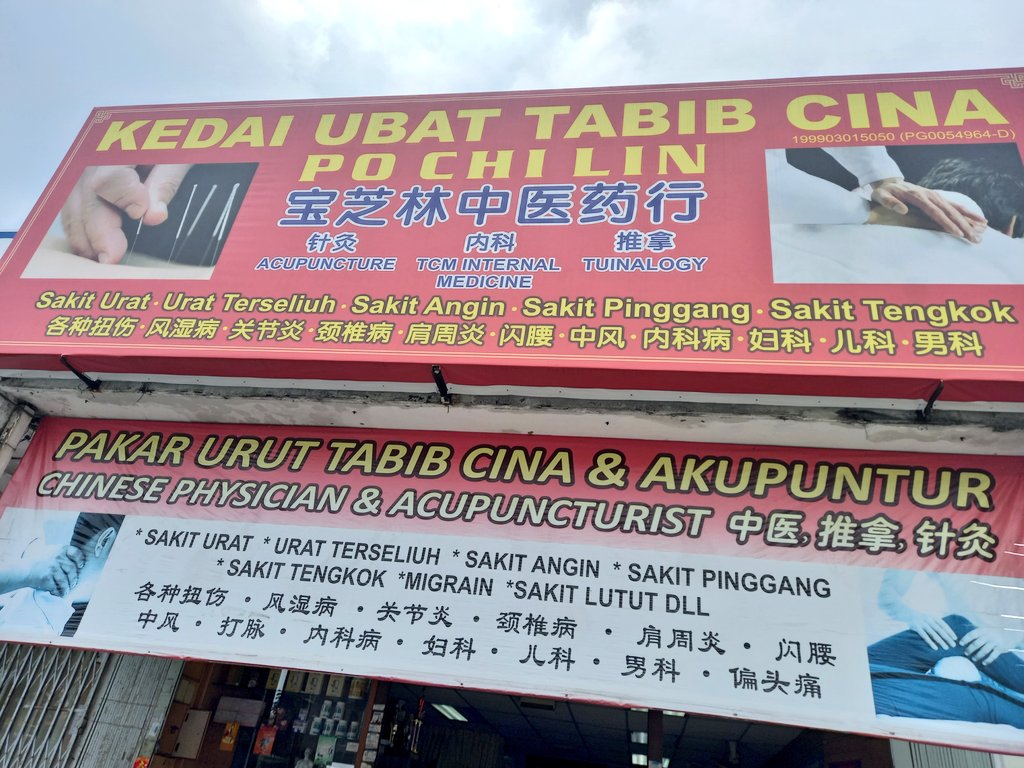 KEDAI UBAT TABIB CINA
199903015050 (PG0054964-D)
PO CHI LIN
宝芝林中医药行
针灸 内科 推拿
ACUPUNCTURE TCM INTERNAL MEDICINE TUINALOGY
Sakit Urat · Urat Terseliuh · Sakit Angin · Sakit Pinggang · Sakit Tengkok
各种扭伤 · 风湿病 · 关节炎 · 颈椎病 · 肩周炎 · 闪腰 · 中风 · 内科病 · 妇科 · 儿科 · 男科
PAKAR URUT TABIB CINA & AKUPUNTUR
CHINESE PHYSICIAN & ACUPUNCTURIST 中医, 推拿, 针灸
* SAKIT URAT * URAT TERSELIUH * SAKIT ANGIN * SAKIT PINGGANG
* SAKIT TENGKOK *MIGRAIN *SAKIT LUTUT DLL
各种扭伤 · 风湿病 · 关节炎 · 颈椎病 · 肩周炎 · 闪腰
中风 · 打脉 · 内科病 · 妇科 · 儿科 · 男科 · 偏头痛